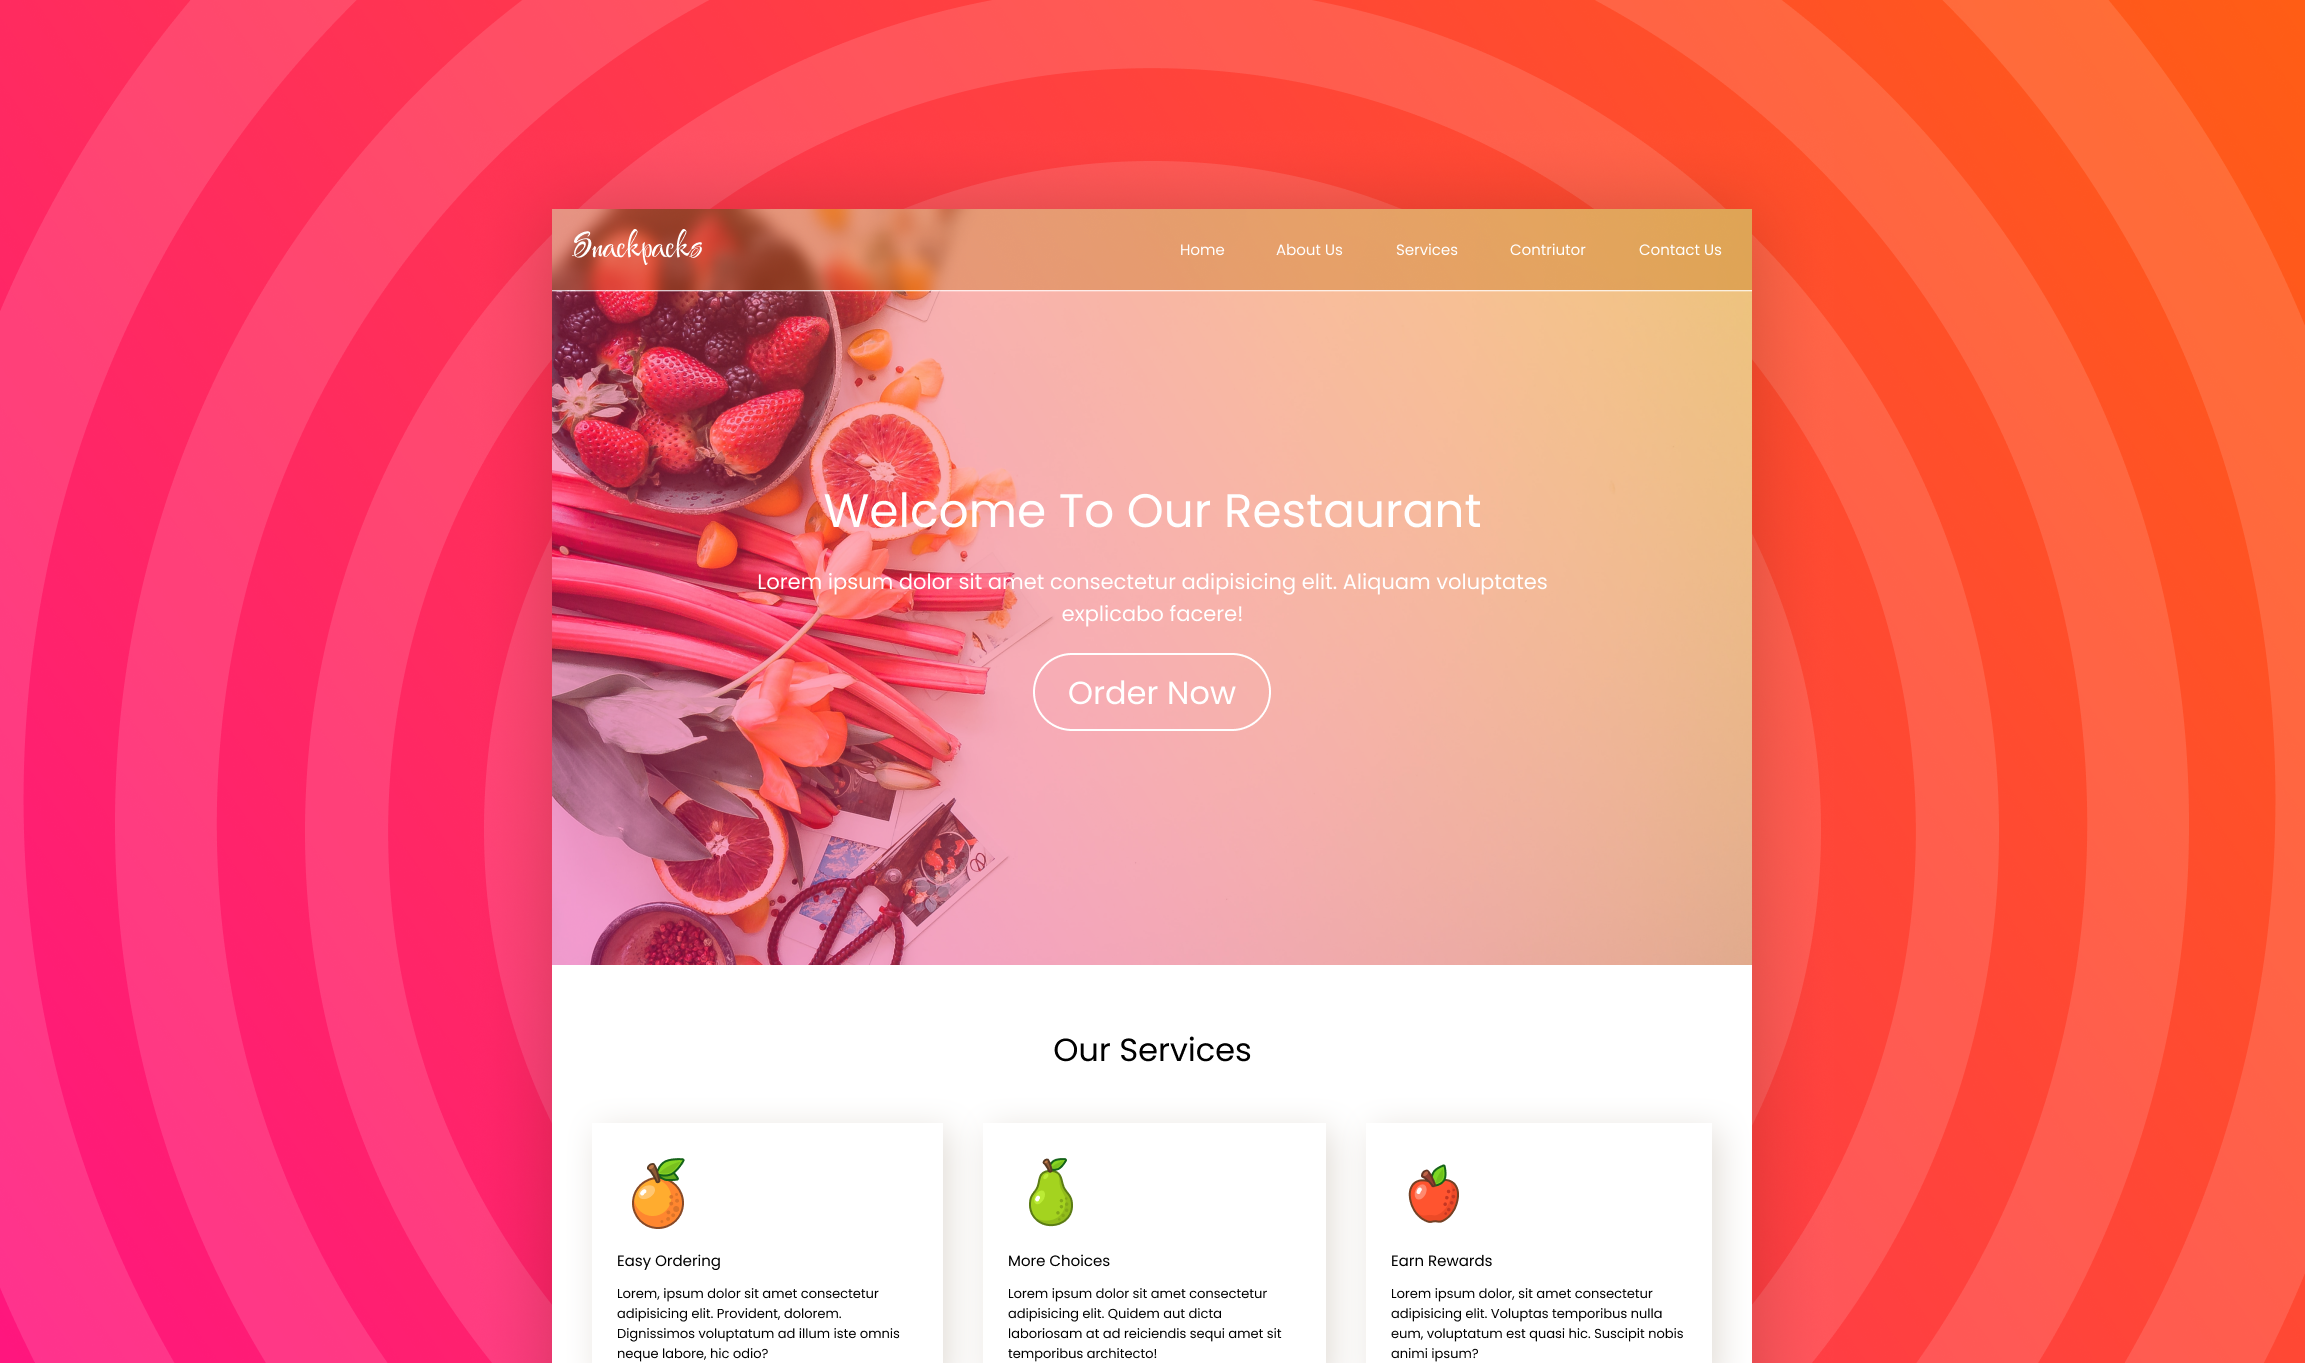 Snackpacks
Home
About Us
Services
Contriutor
Contact Us
Welcome To Our Restaurant
Lorem ipsum dolor sit amet consectetur adipisicing elit. Aliquam voluptates
explicabo facere!
Order Now
Our Services
Easy Ordering
Lorem, ipsum dolor sit amet consectetur
adipisicing elit. Provident, dolorem.
Dignissimos voluptatum ad illum iste omnis
neque labore, hic odio?
More Choices
Lorem ipsum dolor sit amet consectetur
adipisicing elit. Quidem aut dicta
laboriosam at ad reiciendis sequi amet sit
temporibus architecto!
Earn Rewards
Lorem ipsum dolor, sit amet consectetur
adipisicing elit. Voluptas temporibus nulla
eum, voluptatum est quasi hic. Suscipit nobis
animi ipsum?